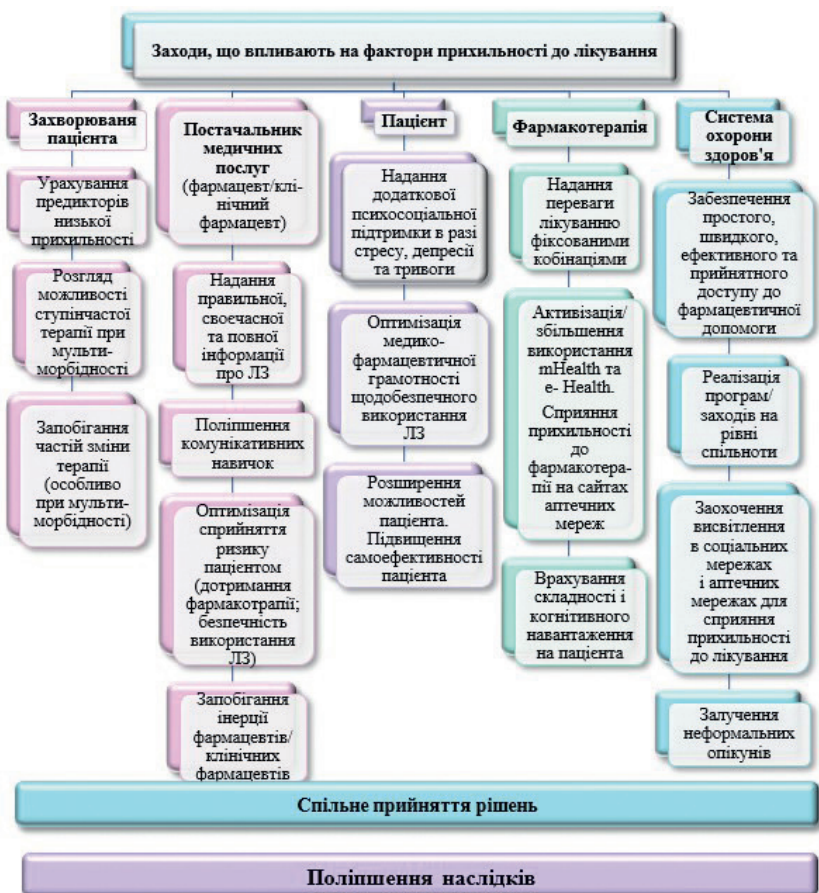 Заходи, що впливають на фактори прихильності до лікування
Захворюваня
пацієнта
Урахування
предикторів
низької
прихильності
Розгляд
можливості
ступінчастої
терапії при
мульти-
морбідності
Запобігання
частій зміни
терапії
(особливо
при мульти-
морбідності)
Постачальник
медичних
послуг
(фармацевт/клі-
нічний
фармацевт)
Надання
правильної,
своєчасної
та повної
інформації
про ЛЗ
Поліпшення
комунікативних
навичок
Оптимізація
сприйняття
ризику
пацієнтом
(дотримання
фармакотрапії;
безпечність
використання
ЛЗ)
Запобігання
інерції
фармацевтів/
клінічних
фармацевтів
Пацієнт
Надання
додаткової
психосоціальної
підтримки в разі
стресу, депресії
та тривоги
Оптимізація
медико-
фармацевтичної
грамотності
щодобезпечного
використання
ЛЗ
Розширення
можливостей
пацієнта.
Підвищення
самоефективності
пацієнта
Фармакотерапія
Надання
переваги
лікуванню
фіксованими
кобінаціями
Активізація/
збільшення
використання
mHealth та
e- Health.
Сприяння
прихильності
до
фармакотера-
пії на сайтах
аптечних
мереж
Врахування
складності і
когнітивного
навантаження
на пацієнта
Система
охорони
здоров'я
Забезпечення
простого,
швидкого,
ефективного та
прийнятного
доступу до
фармацевтичної
допомоги
Реалізація
програм/
заходів на
рівні
спільноти
Заохочення
висвітлення
в соціальних
мережах
і аптечних
мережах для
сприяння
прихильності
до лікування
Залучення
неформальних
опікунів
Спільне прийняття рішень
Поліпшення наслідків